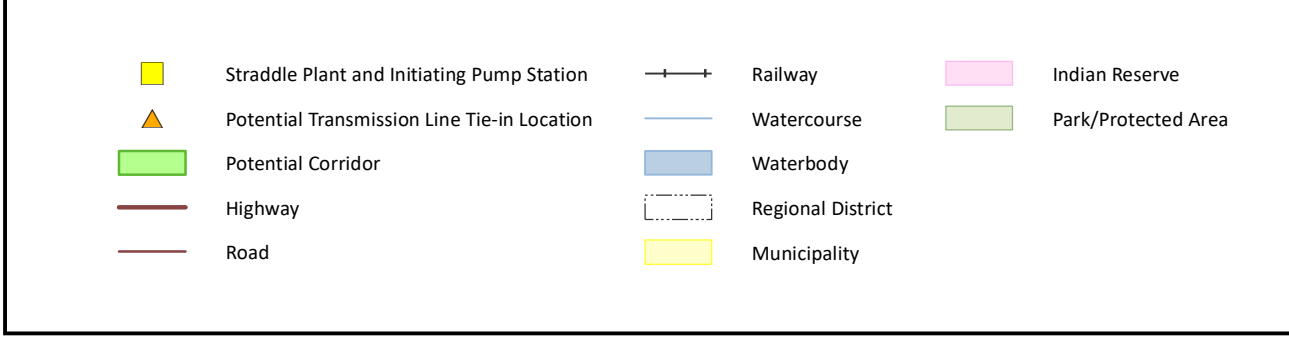 Straddle Plant and Initiating Pump Station
Potential Transmission Line Tie-in Location
Potential Corridor
Highway
Road
Railway
Watercourse
Waterbody
Regional District
Municipality
Indian Reserve
Park/Protected Area